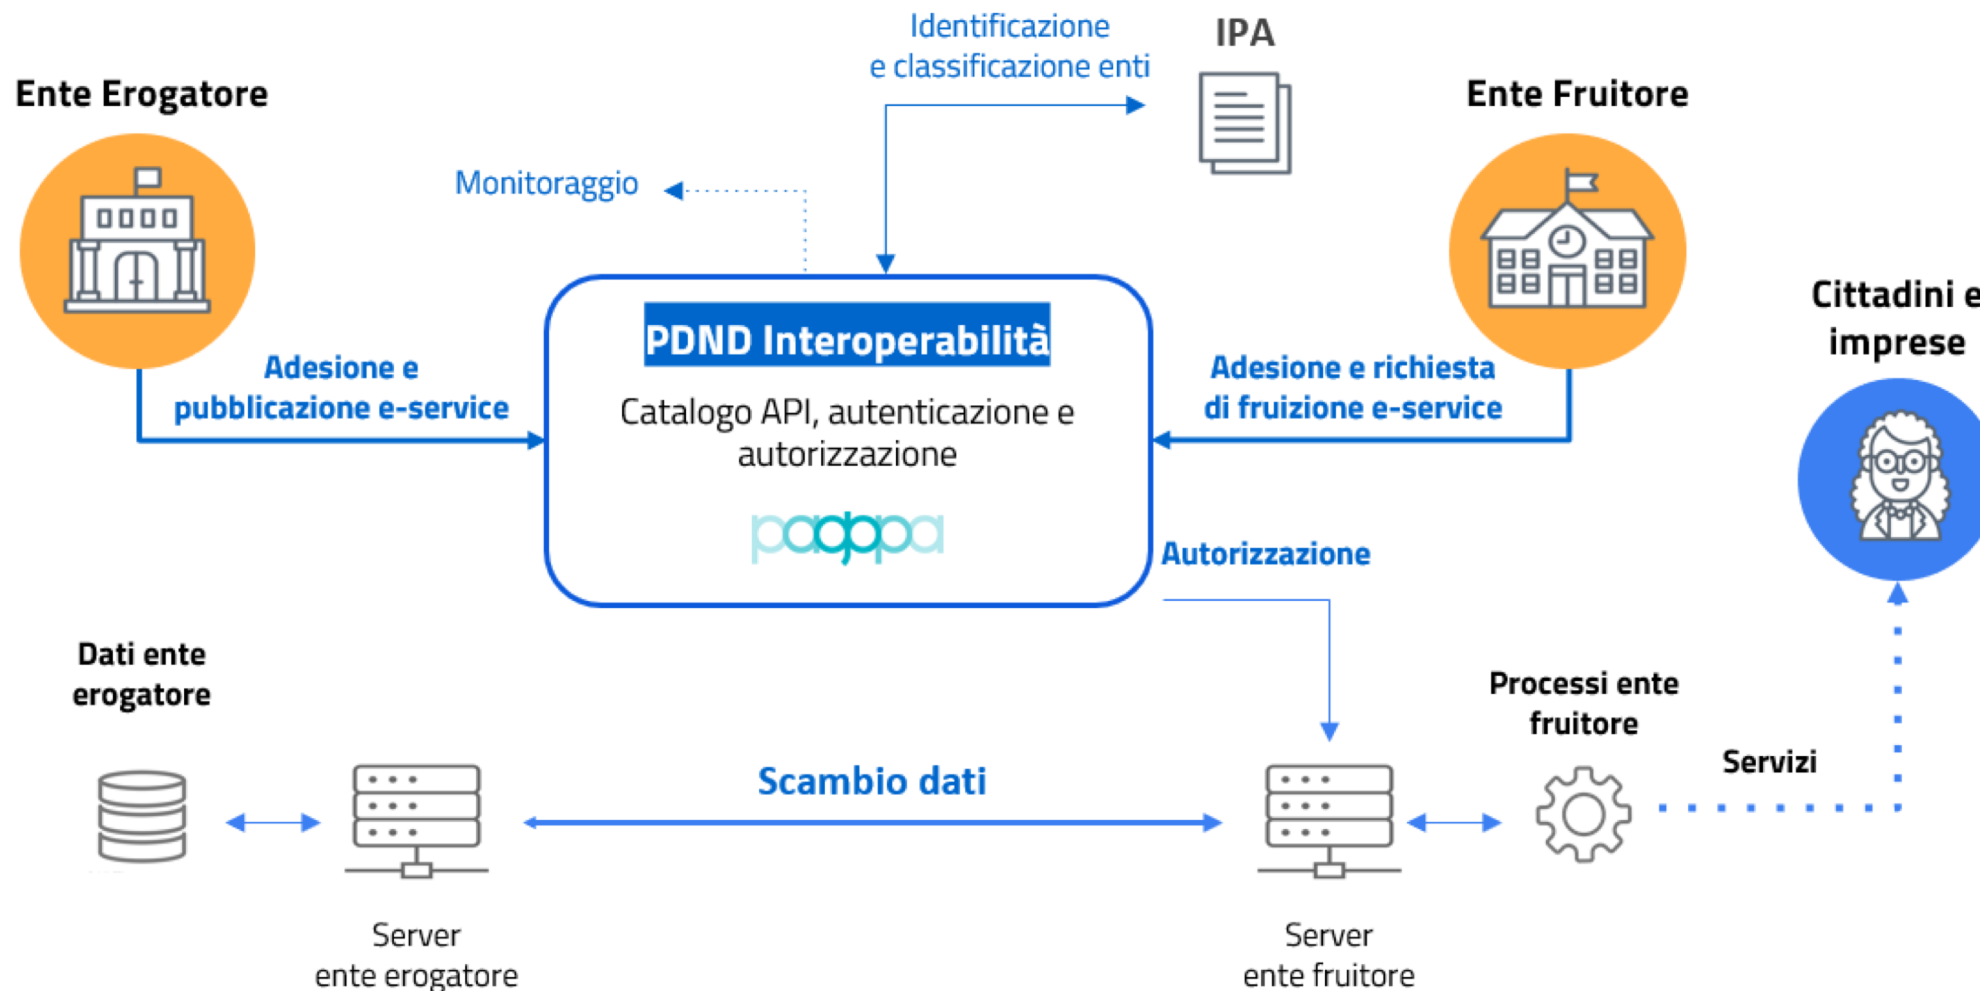 Identificazione
e classificazione enti
IPA
Ente Erogatore
Ente Fruitore
Monitoraggio
Cittadini e
imprese
PDND Interoperabilità
Adesione e
pubblicazione e-service
Catalogo API, autenticazione e
autorizzazione
pagopa
Adesione e richiesta
di fruizione e-service
Autorizzazione
Dati ente
erogatore
Processi ente
fruitore
Servizi
Scambio dati
Server
ente erogatore
Server
ente fruitore